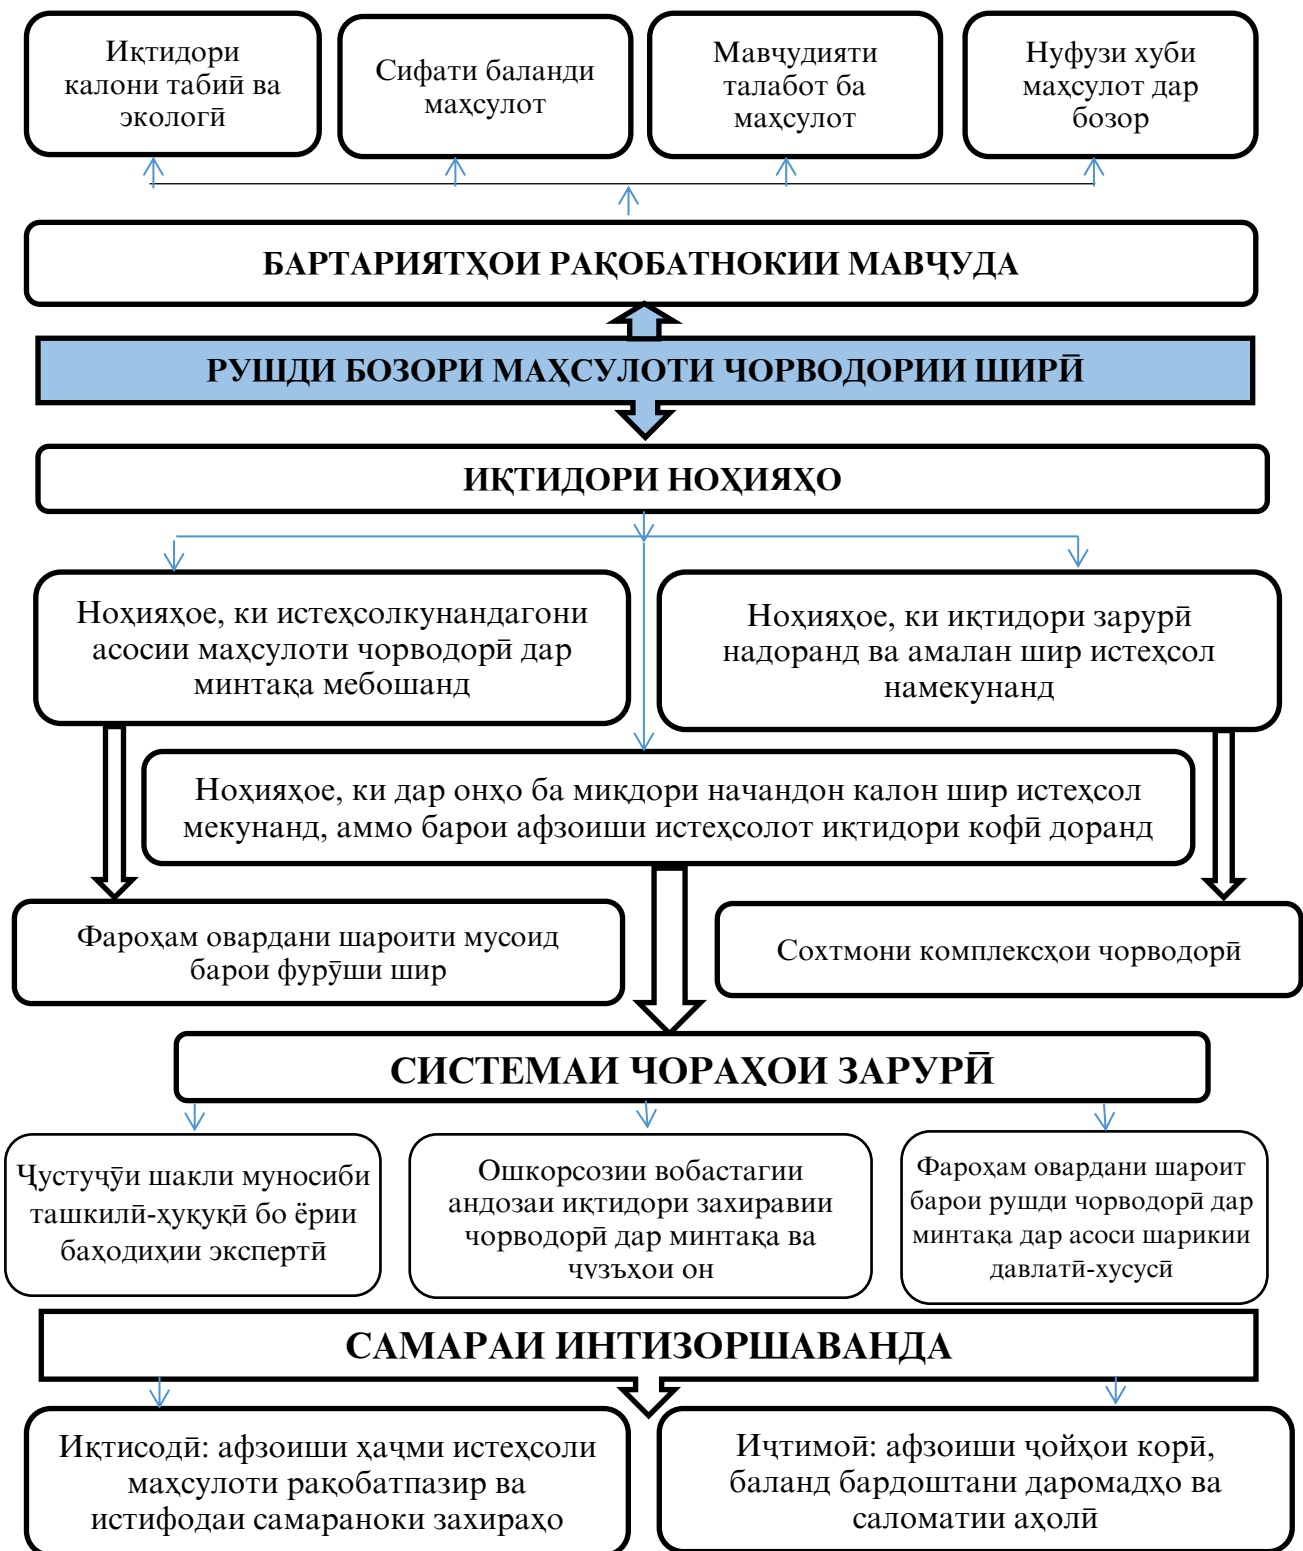 Иқтидори
калони табиӣ ва
экологӣ
Сифати баланди
маҳсулот
Мавҷудияти
талабот ба
маҳсулот
Нуфузи хуби
маҳсулот дар
бозор
БАРТАРИЯТҲОИ РАҚОБАТНОКИИ МАВҶУДА
РУШДИ БОЗОРИ МАҲСУЛОТИ ЧОРВОДОРИИ ШИРӢ
ИҚТИДОРИ НОҲИЯҲО
Ноҳияҳое, ки истеҳсолкунандагони
асосии маҳсулоти чорводорӣ дар
минтақа мебошанд
Ноҳияҳое, ки иқтидори зарурӣ
надоранд ва амалан шир истеҳсол
намекунанд
Ноҳияҳое, ки дар онҳо ба миқдори начандон калон шир истеҳсол
мекунанд, аммо барои афзоиши истеҳсолот иқтидори кофӣ доранд
Фароҳам овардани шароити мусоид
барои фурӯши шир
Сохтмони комплексҳои чорводорӣ
СИСТЕМАИ ЧОРАҲОИ ЗАРУРӢ
Ҷустуҷӯи шакли муносиби
ташкилӣ-ҳуқуқӣ бо ёрии
баҳодиҳии экспертӣ
Ошкорсозии вобастагии
андозаи иқтидори захиравии
чорводорӣ дар минтақа ва
ҷузъҳои он
Фароҳам овардани шароит
барои рушди чорводорӣ дар
минтақа дар асоси шарикии
давлатӣ-хусусӣ
САМАРАИ ИНТИЗОРШАВАНДА
Иқтисодӣ: афзоиши ҳаҷми истеҳсоли
маҳсулоти рақобатпазир ва
истифодаи самараноки захираҳо
Иҷтимоӣ: афзоиши ҷойҳои корӣ,
баланд бардоштани даромадҳо ва
саломатии аҳолӣ